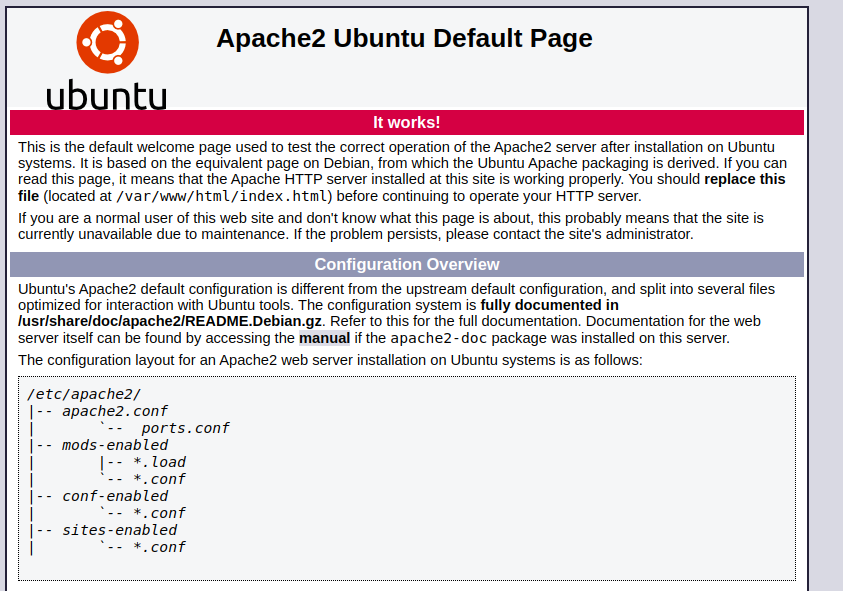 ubuntu
Apache2 Ubuntu Default Page
It works!
This is the default welcome page used to test the correct operation of the Apache2 server after installation on Ubuntu
systems. It is based on the equivalent page on Debian, from which the Ubuntu Apache packaging is derived. If you can
read this page, it means that the Apache HTTP server installed at this site is working properly. You should replace this
file (located at /var/www/html/index.html) before continuing to operate your HTTP server.
If you are a normal user of this web site and don't know what this page is about, this probably means that the site is
currently unavailable due to maintenance. If the problem persists, please contact the site's administrator.
Configuration Overview
Ubuntu's Apache2 default configuration is different from the upstream default configuration, and split into several files
optimized for interaction with Ubuntu tools. The configuration system is fully documented in
/usr/share/doc/apache2/README.Debian.gz. Refer to this for the full documentation. Documentation for the web
server itself can be found by accessing the manual if the apache2-doc package was installed on this server.
The configuration layout for an Apache2 web server installation on Ubuntu systems is as follows:
/etc/apache2/
|-- apache2.conf
|       `--  ports.conf
|-- mods-enabled
|       |-- *.load
|       `-- *.conf
|-- conf-enabled
|       `-- *.conf
|-- sites-enabled
|       `-- *.conf